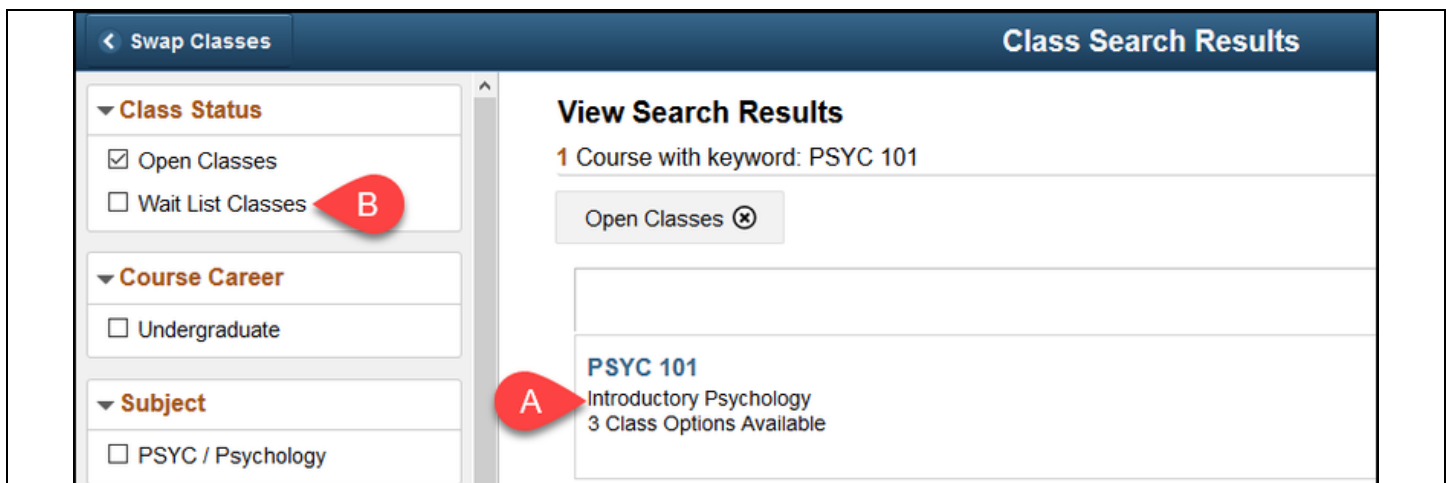 Swap Classes
Class Search Results
Class Status
Open Classes
Wait List Classes
B
Course Career
Undergraduate
Subject
PSYC / Psychology
View Search Results
1 Course with keyword: PSYC 101
Open Classes
PSYC 101
A
Introductory Psychology
3 Class Options Available